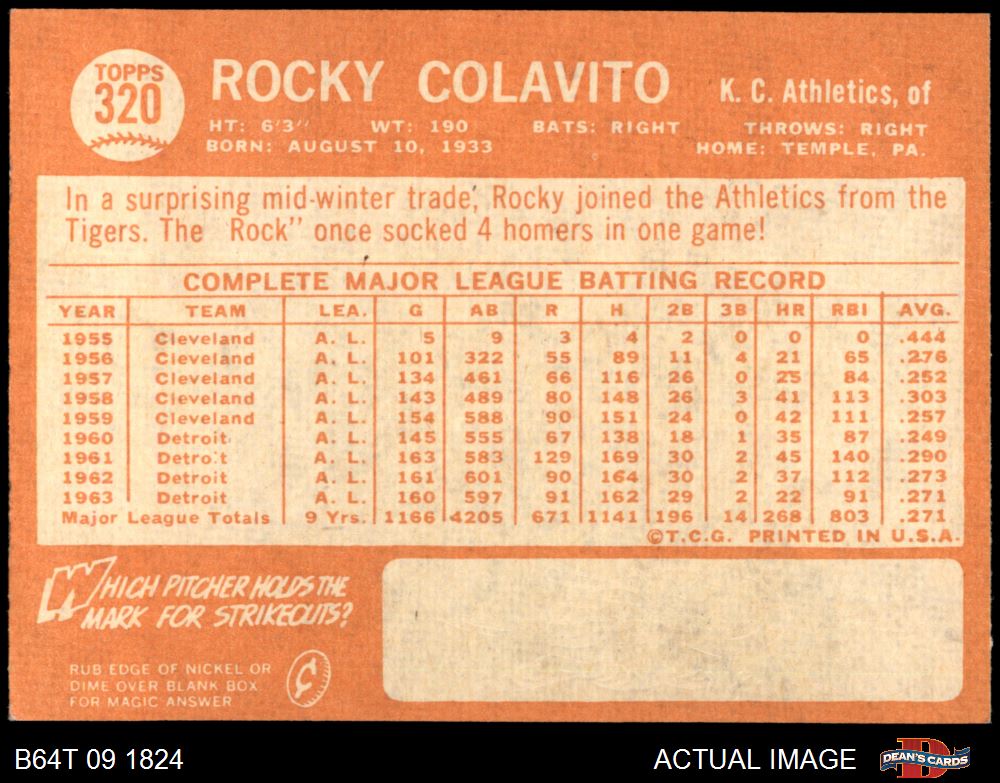 TOPPS
320
ROCKY COLAVITO
K. C. Athletics, of
HT: 6'3" WT: 190 BATS: RIGHT THROWS: RIGHT
BORN: AUGUST 10, 1933 HOME: TEMPLE, PA.
In a surprising mid-winter trade, Rocky joined the Athletics from the
Tigers. The Rock" once socked 4 homers in one game!
COMPLETE MAJOR LEAGUE BATTING RECORD
YEAR TEAM LEA. G AB R H 2B 3B HR RBI AVG.
1955 Cleveland A. L. 5 9 3 4 2 0 0 0 .444
1956 Cleveland A. L. 101 322 55 89 11 4 21 65 .276
1957 Cleveland A. L. 134 461 66 116 26 0 25 84 .252
1958 Cleveland A. L. 143 489 80 148 26 3 41 113 .303
1959 Cleveland A. L. 154 588 90 151 24 0 42 111 .257
1960 Detroit A. L. 145 555 67 138 18 1 35 87 .249
1961 Detroit A. L. 163 583 129 169 30 2 45 140 .290
1962 Detroit A. L. 161 601 90 164 30 2 37 112 .273
1963 Detroit A. L. 160 597 91 162 29 2 22 91 .271
Major League Totals 9 Yrs. 1166 4205 671 1141 196 14 268 803 .271
©T.C.G. PRINTED IN U.S.A.
WHICH PITCHER HOLDS THE
MARK FOR STRIKEOUTS?
RUB EDGE OF NICKEL OR
DIME OVER BLANK BOX
FOR MAGIC ANSWER
¢
B64T 09 1824
ACTUAL IMAGE
D
DEAN'S CARDS